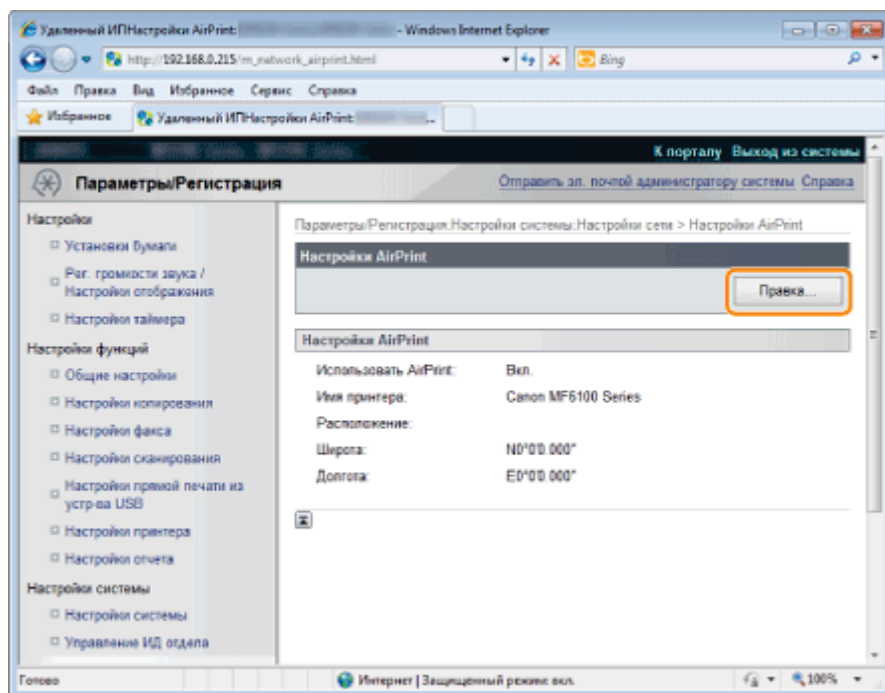 Удаленный ИПНастройки AirPrint: - Windows Internet Explorer
http://192.168.0.215/m_network_airprint.html
Bing
Файл Правка Вид Избранное Сервис Справка
Избранное
Удаленный ИПНастройки AirPrint: ...
К порталу Выход из системы
Параметры/Регистрация
Отправить эл. почтой администратору системы Справка
Настройки
Установки бумаги
Рег. громкости звука /
Настройки отображения
Настройки таймера
Настройки функций
Общие настройки
Настройки копирования
Настройки факса
Настройки сканирования
Настройки прямой печати из
устр-ва USB
Настройки принтера
Настройки отчета
Настройки системы
Настройки системы
Управление ИД отдела
Параметры/Регистрация:Настройки системы:Настройки сети > Настройки AirPrint
Настройки AirPrint
Правка...
Настройки AirPrint
Использовать AirPrint: Вкл.
Имя принтера: Canon MF6100 Series
Расположение:
Широта: N0°0'0.000"
Долгота: E0°0'0.000"
Готово
Интернет | Защищенный режим: вкл.
100%